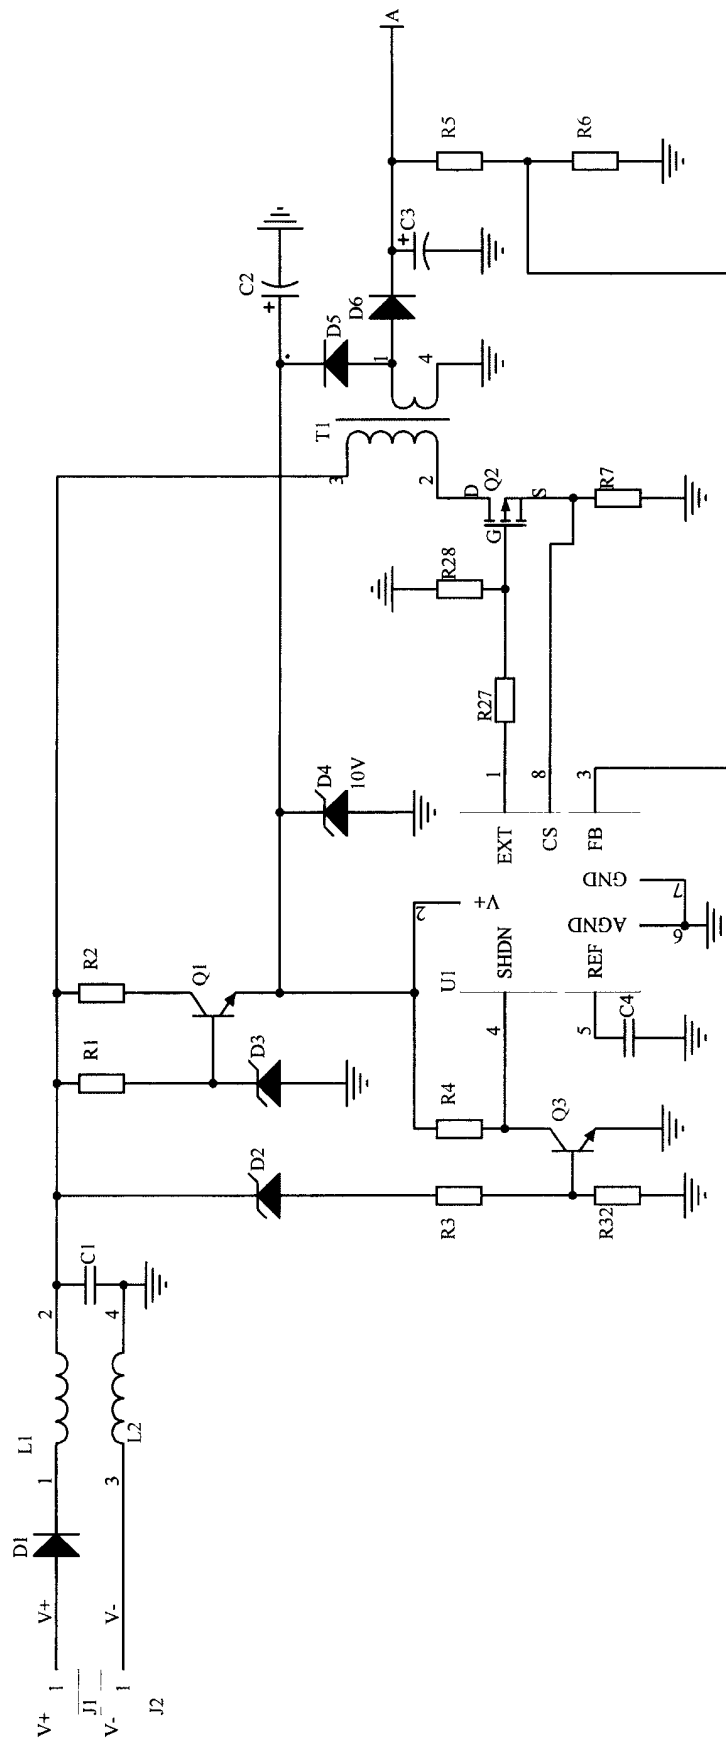 V+
1
J1
V-
1
J2
V+
V-
D1
1
L1
2
3
L2
4
C1
D2
R3
R32
R1
D3
R2
Q1
R4
Q3
4
SHDN
U1
2
V+
5
REF
C4
AGND
6
GND
7
EXT
1
CS
8
FB
3
D4
10V
R27
R28
G
D
Q2
S
R7
T1
3
2
1
4
D5
D6
C2
+
C3
+
R5
R6
A